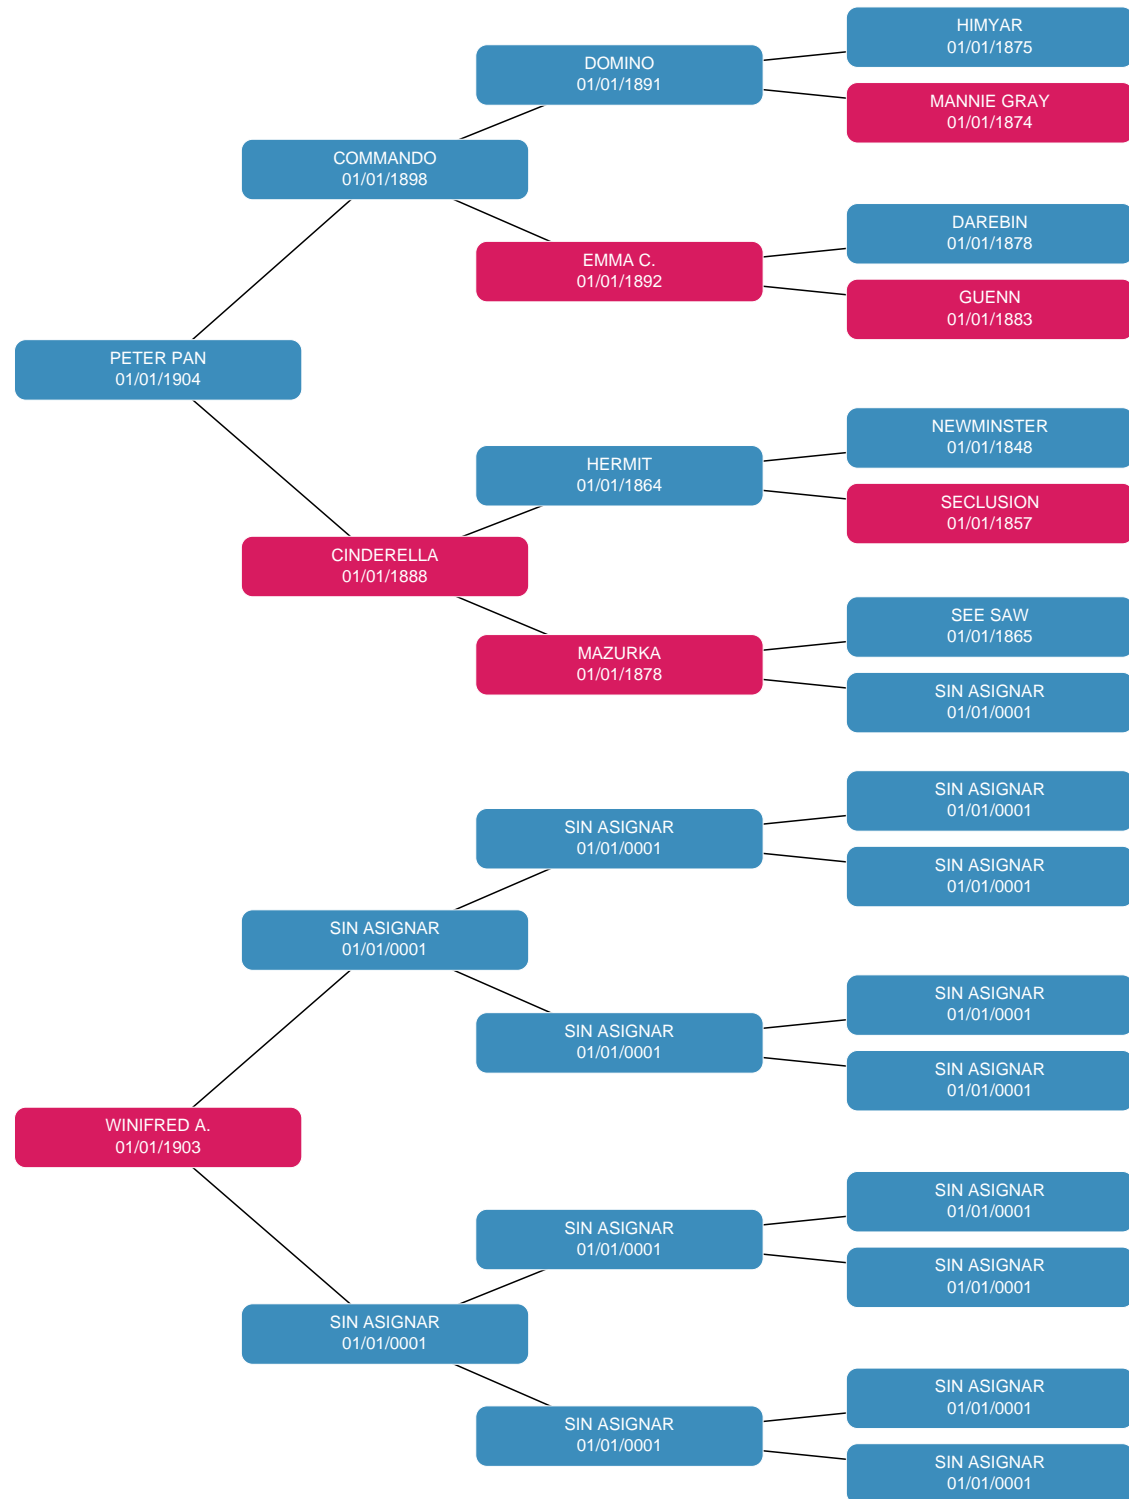 HIMYAR
01/01/1875
DOMINO
01/01/1891
MANNIE GRAY
01/01/1874
COMMANDO
01/01/1898
DAREBIN
01/01/1878
EMMA C.
01/01/1892
GUENN
01/01/1883
PETER PAN
01/01/1904
NEWMINSTER
01/01/1848
HERMIT
01/01/1864
SECLUSION
01/01/1857
CINDERELLA
01/01/1888
SEE SAW
01/01/1865
MAZURKA
01/01/1878
SIN ASIGNAR
01/01/0001
SIN ASIGNAR
01/01/0001
SIN ASIGNAR
01/01/0001
SIN ASIGNAR
01/01/0001
SIN ASIGNAR
01/01/0001
SIN ASIGNAR
01/01/0001
SIN ASIGNAR
01/01/0001
SIN ASIGNAR
01/01/0001
WINIFRED A.
01/01/1903
SIN ASIGNAR
01/01/0001
SIN ASIGNAR
01/01/0001
SIN ASIGNAR
01/01/0001
SIN ASIGNAR
01/01/0001
SIN ASIGNAR
01/01/0001
SIN ASIGNAR
01/01/0001
SIN ASIGNAR
01/01/0001